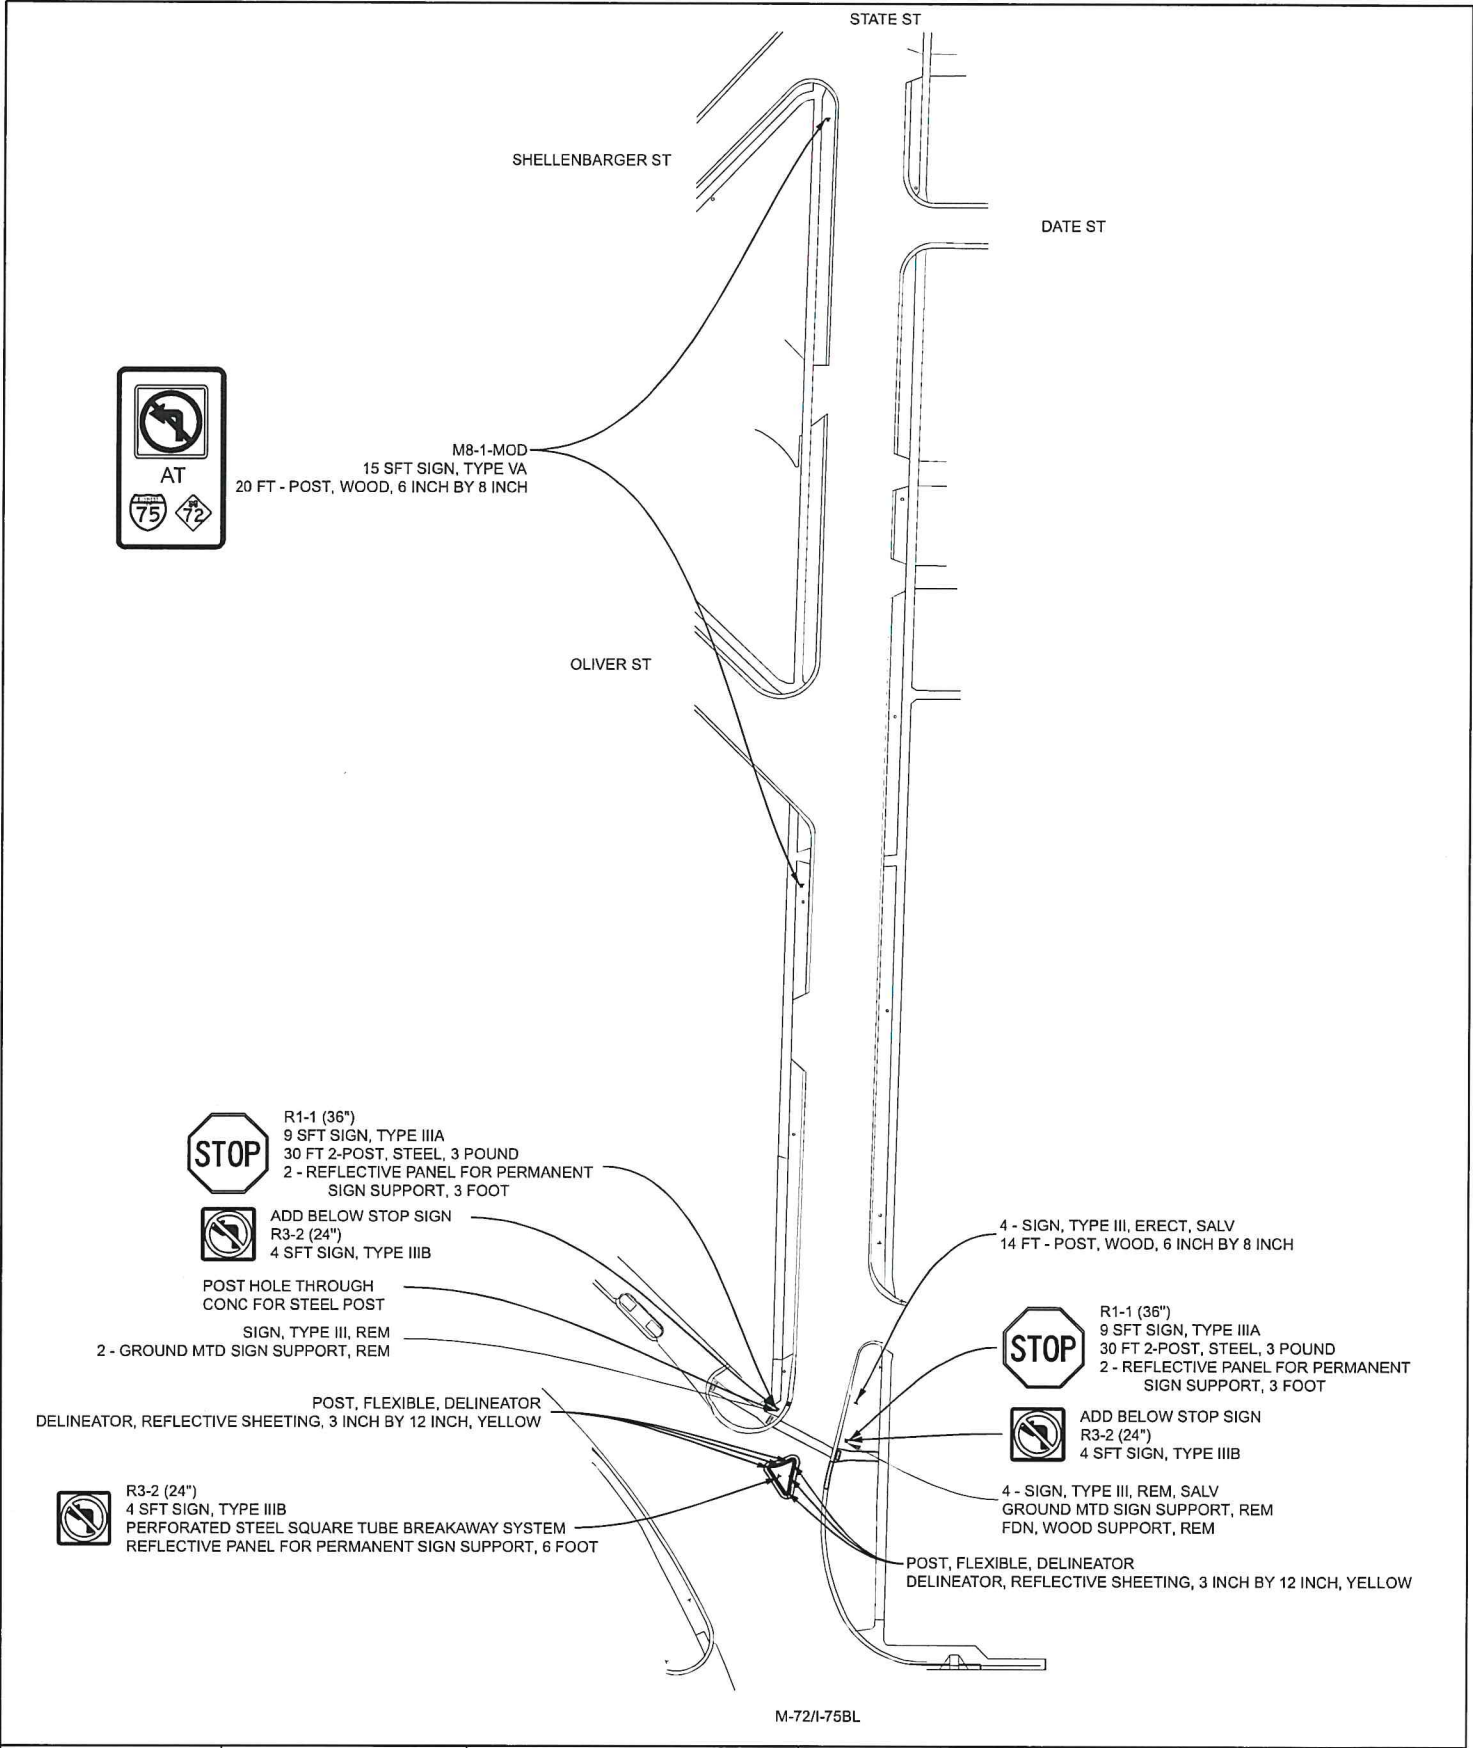 STATE ST
SHELLENBARGER ST
DATE ST
AT
75
72
M8-1-MOD
15 SFT SIGN, TYPE VA
20 FT - POST, WOOD, 6 INCH BY 8 INCH
OLIVER ST
STOP
R1-1 (36")
9 SFT SIGN, TYPE IIIA
30 FT 2-POST, STEEL, 3 POUND
2 - REFLECTIVE PANEL FOR PERMANENT
SIGN SUPPORT, 3 FOOT
ADD BELOW STOP SIGN
R3-2 (24")
4 SFT SIGN, TYPE IIIB
POST HOLE THROUGH
CONC FOR STEEL POST
SIGN, TYPE III, REM
2 - GROUND MTD SIGN SUPPORT, REM
POST, FLEXIBLE, DELINEATOR
DELINEATOR, REFLECTIVE SHEETING, 3 INCH BY 12 INCH, YELLOW
R3-2 (24")
4 SFT SIGN, TYPE IIIB
PERFORATED STEEL SQUARE TUBE BREAKAWAY SYSTEM
REFLECTIVE PANEL FOR PERMANENT SIGN SUPPORT, 6 FOOT
4 - SIGN, TYPE III, ERECT, SALV
14 FT - POST, WOOD, 6 INCH BY 8 INCH
STOP
R1-1 (36")
9 SFT SIGN, TYPE IIIA
30 FT 2-POST, STEEL, 3 POUND
2 - REFLECTIVE PANEL FOR PERMANENT
SIGN SUPPORT, 3 FOOT
ADD BELOW STOP SIGN
R3-2 (24")
4 SFT SIGN, TYPE IIIB
4 - SIGN, TYPE III, REM, SALV
GROUND MTD SIGN SUPPORT, REM
FDN, WOOD SUPPORT, REM
POST, FLEXIBLE, DELINEATOR
DELINEATOR, REFLECTIVE SHEETING, 3 INCH BY 12 INCH, YELLOW
M-72/I-75BL